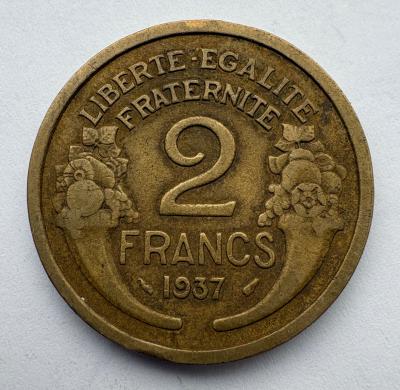 LIBERTE·EGALITE
FRATERNITE
2
FRANCS
1937